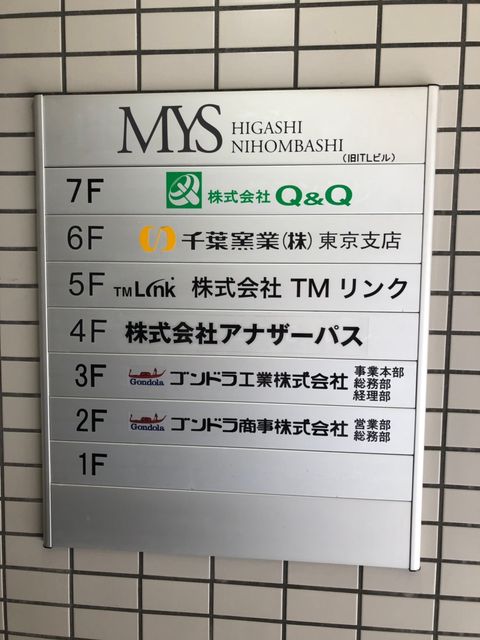 MYS HIGASHI
NIHOMBASHI
(旧ITLビル)
7F 株式会社 Q&Q
6F 千葉窯業(株) 東京支店
5F TM Link 株式会社 TM リンク
4F 株式会社アナザーパス
3F Gondola ゴンドラ工業株式会社 事業本部
総務部
経理部
2F Gondola ゴンドラ商事株式会社 営業部
総務部
1F